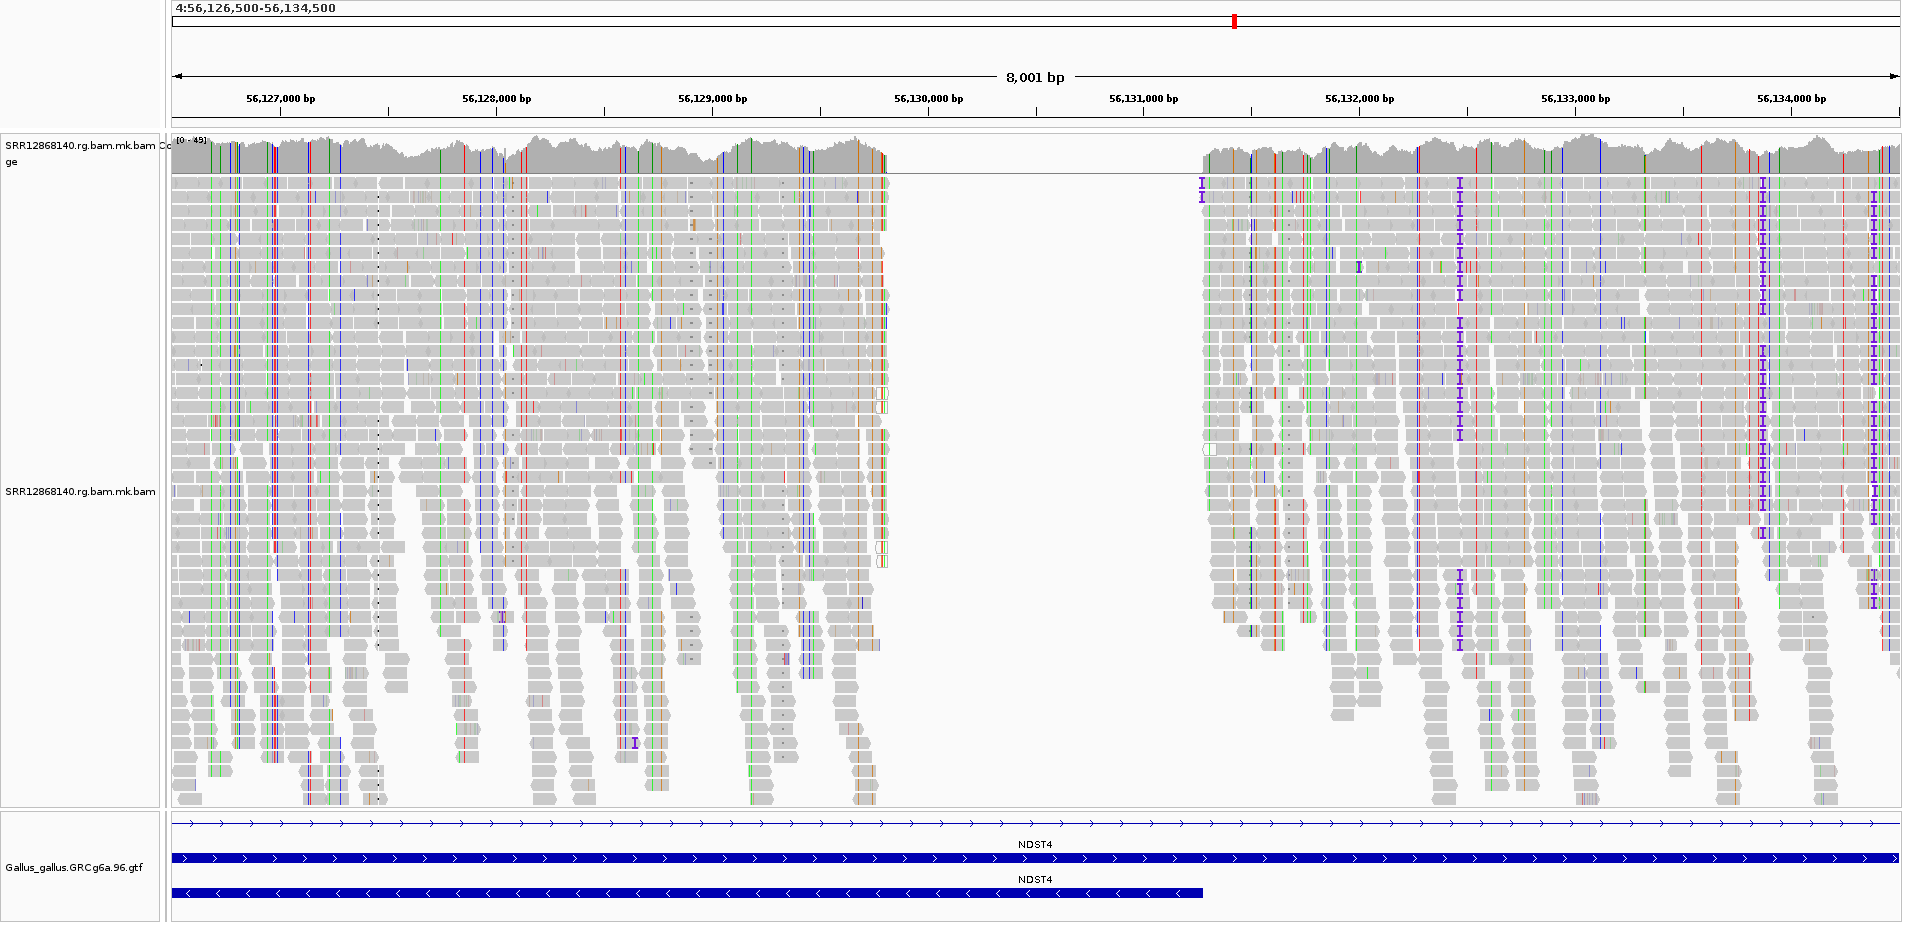 4:56,126,500-56,134,500
8,001 bp
56,127,000 bp 56,128,000 bp 56,129,000 bp 56,130,000 bp 56,131,000 bp 56,132,000 bp 56,133,000 bp 56,134,000 bp
SRR12868140.rg.bam.mk.bam Co
ge
[0 - 45]
SRR12868140.rg.bam.mk.bam
NDST4
Gallus_gallus.GRCg6a.96.gtf
NDST4